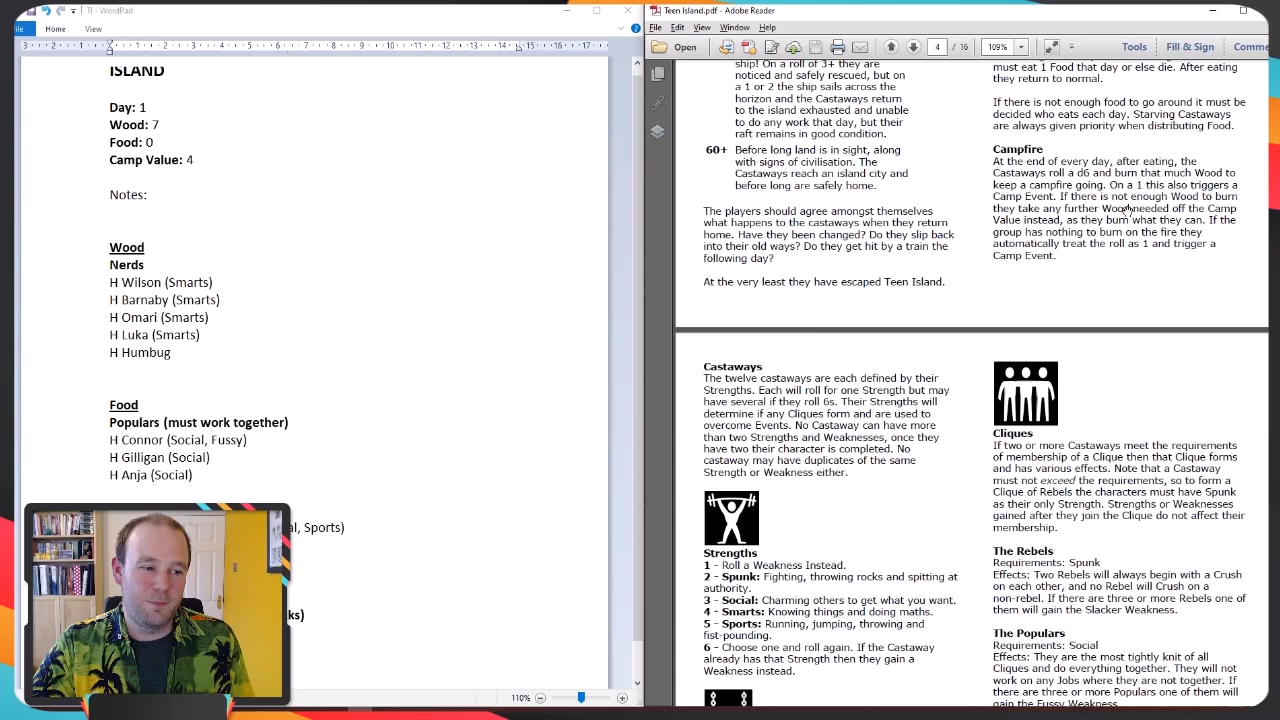 TI - WordPad
File
Home
View
3 2 1 1 2 3 4 5 6 7 8 9 10 11 12 13 14 15 16 17
ISLAND
Day: 1
Wood: 7
Food: 0
Camp Value: 4
Notes:
Wood
Nerds
H Wilson (Smarts)
H Barnaby (Smarts)
H Omari (Smarts)
H Luka (Smarts)
H Humbug
Food
Populars (must work together)
H Connor (Social, Fussy)
H Gilligan (Social)
H Anja (Social)
al, Sports)
ks)
110%
Teen Island.pdf - Adobe Reader
File Edit View Window Help
Open
4 / 16
109%
Tools
Fill & Sign
Comme
ship! On a roll of 3+ they are
noticed and safely rescued, but on
a 1 or 2 the ship sails across the
horizon and the Castaways return
to the island exhausted and unable
to do any work that day, but their
raft remains in good condition.
60+ Before long land is in sight, along
with signs of civilisation. The
Castaways reach an island city and
before long are safely home.
The players should agree amongst themselves
what happens to the castaways when they return
home. Have they been changed? Do they slip back
into their old ways? Do they get hit by a train the
following day?
At the very least they have escaped Teen Island.
must eat 1 Food that day or else die. After eating
they return to normal.
If there is not enough food to go around it must be
decided who eats each day. Starving Castaways
are always given priority when distributing Food.
Campfire
At the end of every day, after eating, the
Castaways roll a d6 and burn that much Wood to
keep a campfire going. On a 1 this also triggers a
Camp Event. If there is not enough Wood to burn
they take any further Wood needed off the Camp
Value instead, as they burn what they can. If the
group has nothing to burn on the fire they
automatically treat the roll as 1 and trigger a
Camp Event.
Castaways
The twelve castaways are each defined by their
Strengths. Each will roll for one Strength but may
have several if they roll 6s. Their Strengths will
determine if any Cliques form and are used to
overcome Events. No Castaway can have more
than two Strengths and Weaknesses, once they
have two their character is completed. No
castaway may have duplicates of the same
Strength or Weakness either.
Strengths
1 - Roll a Weakness Instead.
2 - Spunk: Fighting, throwing rocks and spitting at
authority.
3 - Social: Charming others to get what you want.
4 - Smarts: Knowing things and doing maths.
5 - Sports: Running, jumping, throwing and
fist-pounding.
6 - Choose one and roll again. If the Castaway
already has that Strength then they gain a
Weakness instead.
Cliques
If two or more Castaways meet the requirements
of membership of a Clique then that Clique forms
and has various effects. Note that a Castaway
must not exceed the requirements, so to form a
Clique of Rebels the characters must have Spunk
as their only Strength. Strengths or Weaknesses
gained after they join the Clique do not affect their
membership.
The Rebels
Requirements: Spunk
Effects: Two Rebels will always begin with a Crush
on each other, and no Rebel will Crush on a
non-rebel. If there are three or more Rebels one of
them will gain the Slacker Weakness.
The Populars
Requirements: Social
Effects: They are the most tightly knit of all
Cliques and do everything together. They will not
work on any Jobs where they are not together. If
there are three or more Populars one of them will
gain the Fussy Weakness.